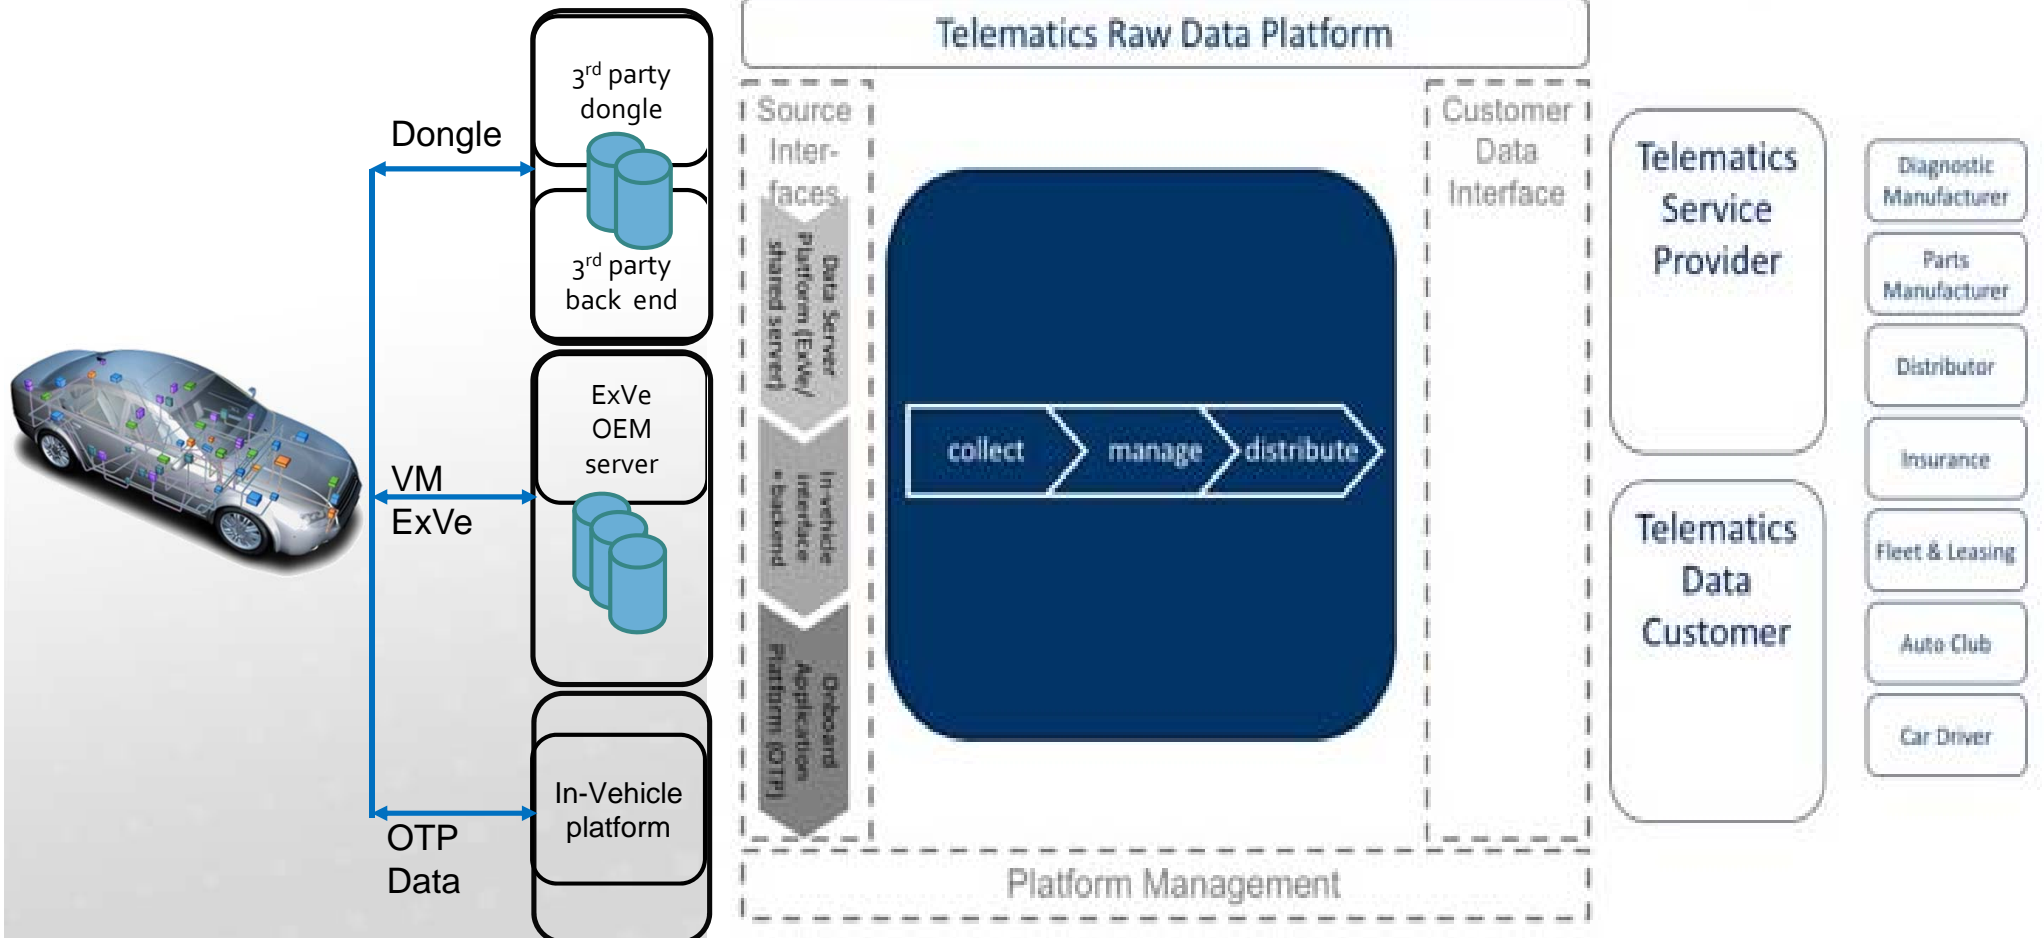 Telematics Raw Data Platform
3rd party
dongle
3rd party
back end
Dongle
ExVe
OEM
server
VM
ExVe
In-Vehicle
platform
OTP
Data
Source
Inter-
faces
Data Server
Platform (ExVe/
shared server)
in-vehicle
interface
+ backend
Onboard
Application
Platform (OTP)
collect
manage
distribute
Customer
Data
Interface
Platform Management
Telematics
Service
Provider
Telematics
Data
Customer
Diagnostic
Manufacturer
Parts
Manufacturer
Distributor
Insurance
Fleet & Leasing
Auto Club
Car Driver